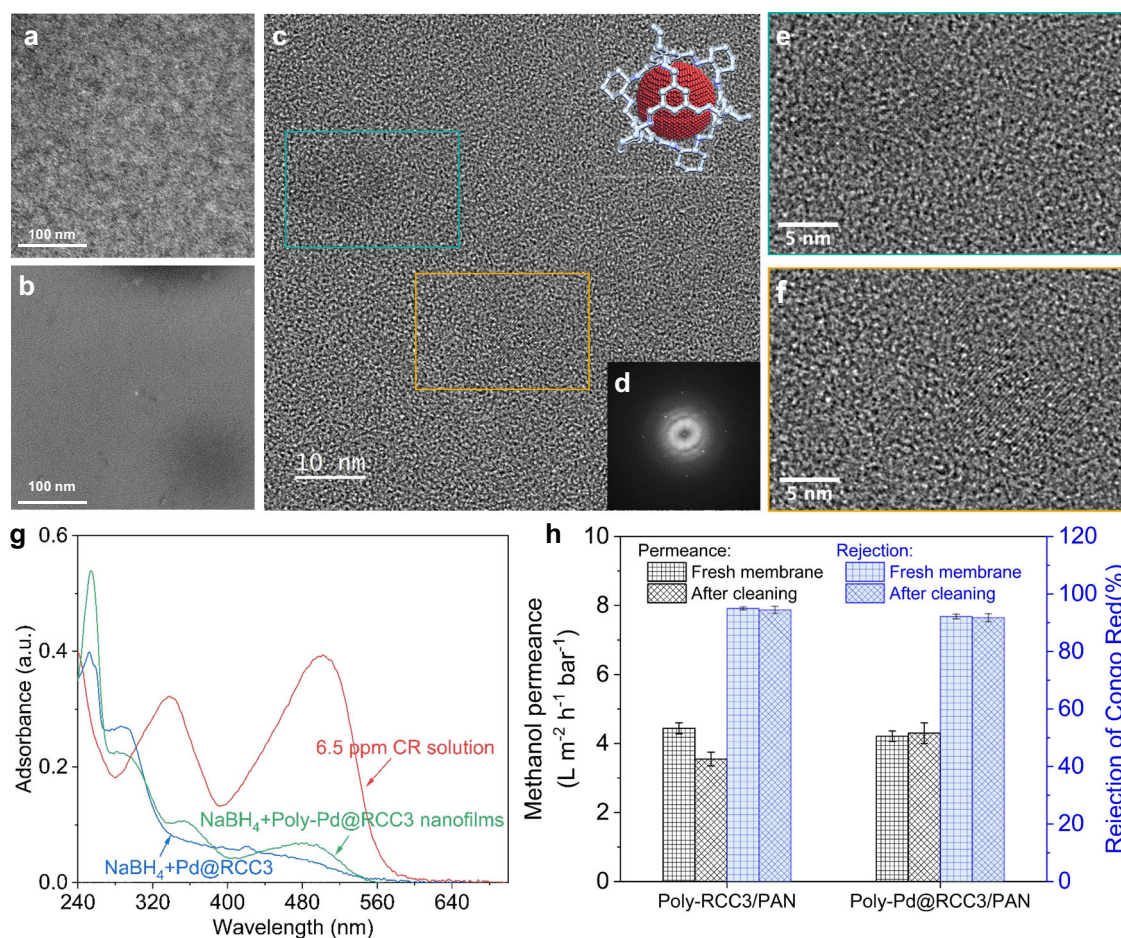 a
100 nm
b
100 nm
c
10 nm
d
e
5 nm
f
5 nm
g
Adsorbance (a.u.)
0.6
0.4
0.2
0.0
6.5 ppm CR solution
NaBH₄+Poly-Pd@RCC3 nanofilms
NaBH₄+Pd@RCC3
240 320 400 480 560 640
Wavelength (nm)
h
Methanol permeance
(L m⁻² h⁻¹ bar⁻¹)
10
8
6
4
2
0
Permeance:
Fresh membrane
After cleaning
Rejection:
Fresh membrane
After cleaning
120
100
80
60
40
20
0
Rejection of Congo Red(%)
Poly-RCC3/PAN Poly-Pd@RCC3/PAN